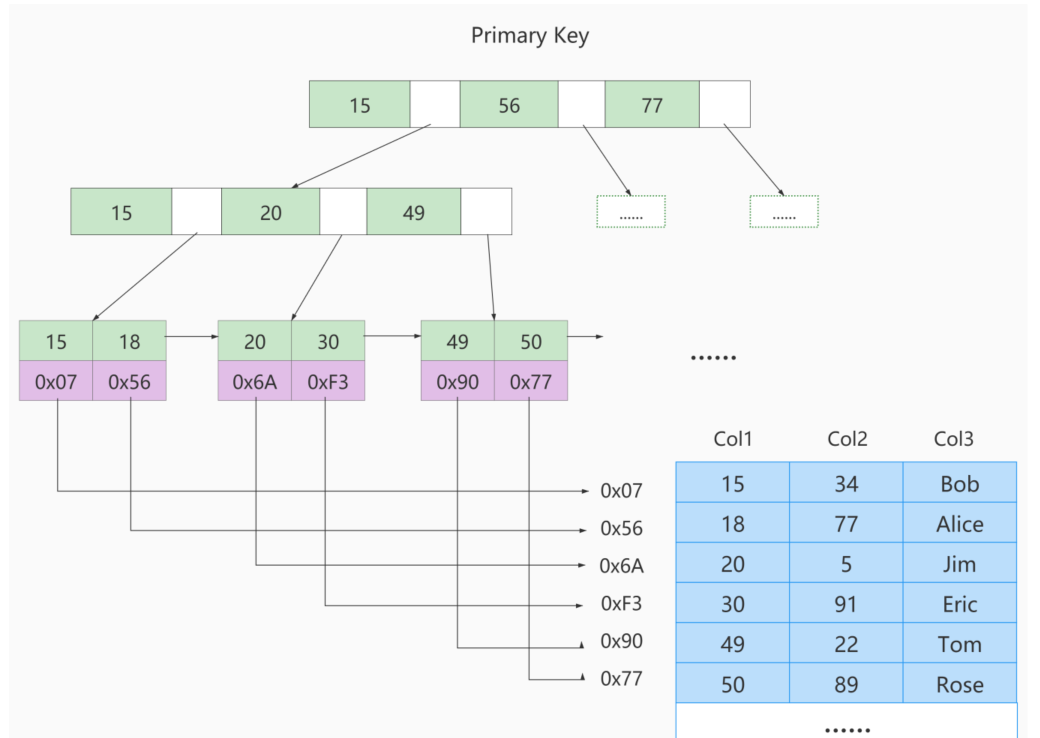 Primary Key
15 56 77
15 20 49
...... ......
15 18 20 30 49 50
0x07 0x56 0x6A 0xF3 0x90 0x77
......
Col1 Col2 Col3
0x07 15 34 Bob
0x56 18 77 Alice
0x6A 20 5 Jim
0xF3 30 91 Eric
0x90 49 22 Tom
0x77 50 89 Rose
......